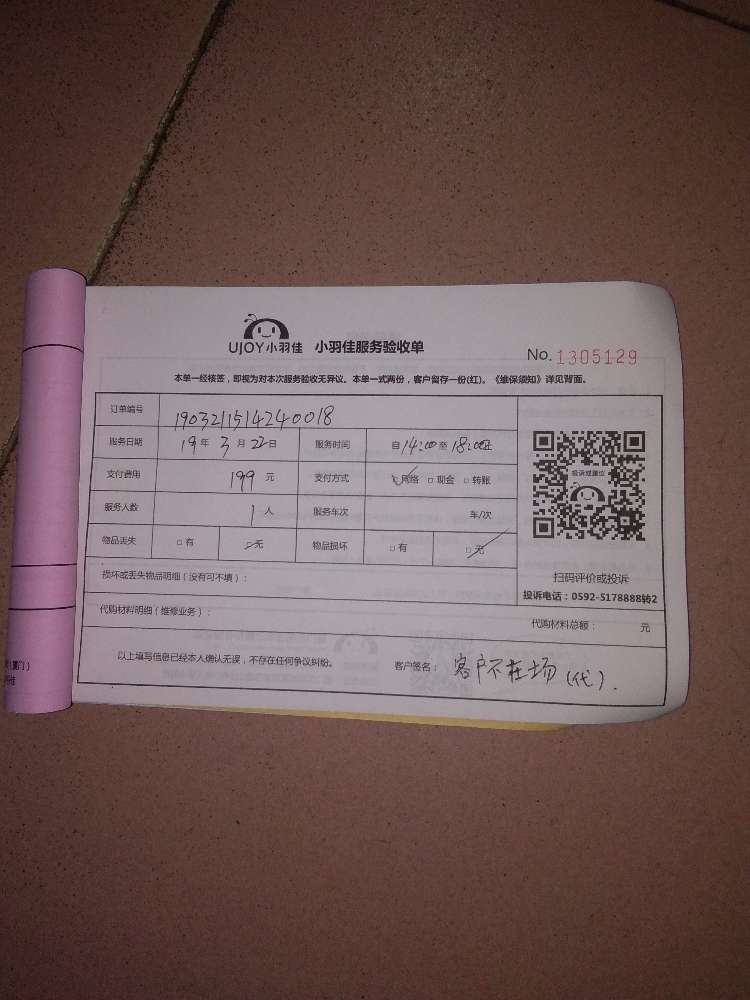 UJOY小羽佳 小羽佳服务验收单
No. 1305129
本单一经接签，即视为对本次服务验收无异议。本单一式两份，客户留存一份(红)。《维保须知》详见背面。
订单编号 1903211514240018
服务日期 19年3月22日 服务时间 自14:00至18:00止
支付费用 199元 支付方式 □网络 □现金 □转账
服务人数 1人 服务车次 车/次
物品丢失 □有 □无 物品损坏 □有 □无
投诉或建议
扫码评价或投诉
投诉电话：0592-5178888转2
损坏或丢失物品明细（没有可不填）：
代购材料明细（维修业务）： 代购材料总额： 元
以上填写信息已经本人确认无误，不存在任何争议纠纷。 客户签名：客户不在场(代).